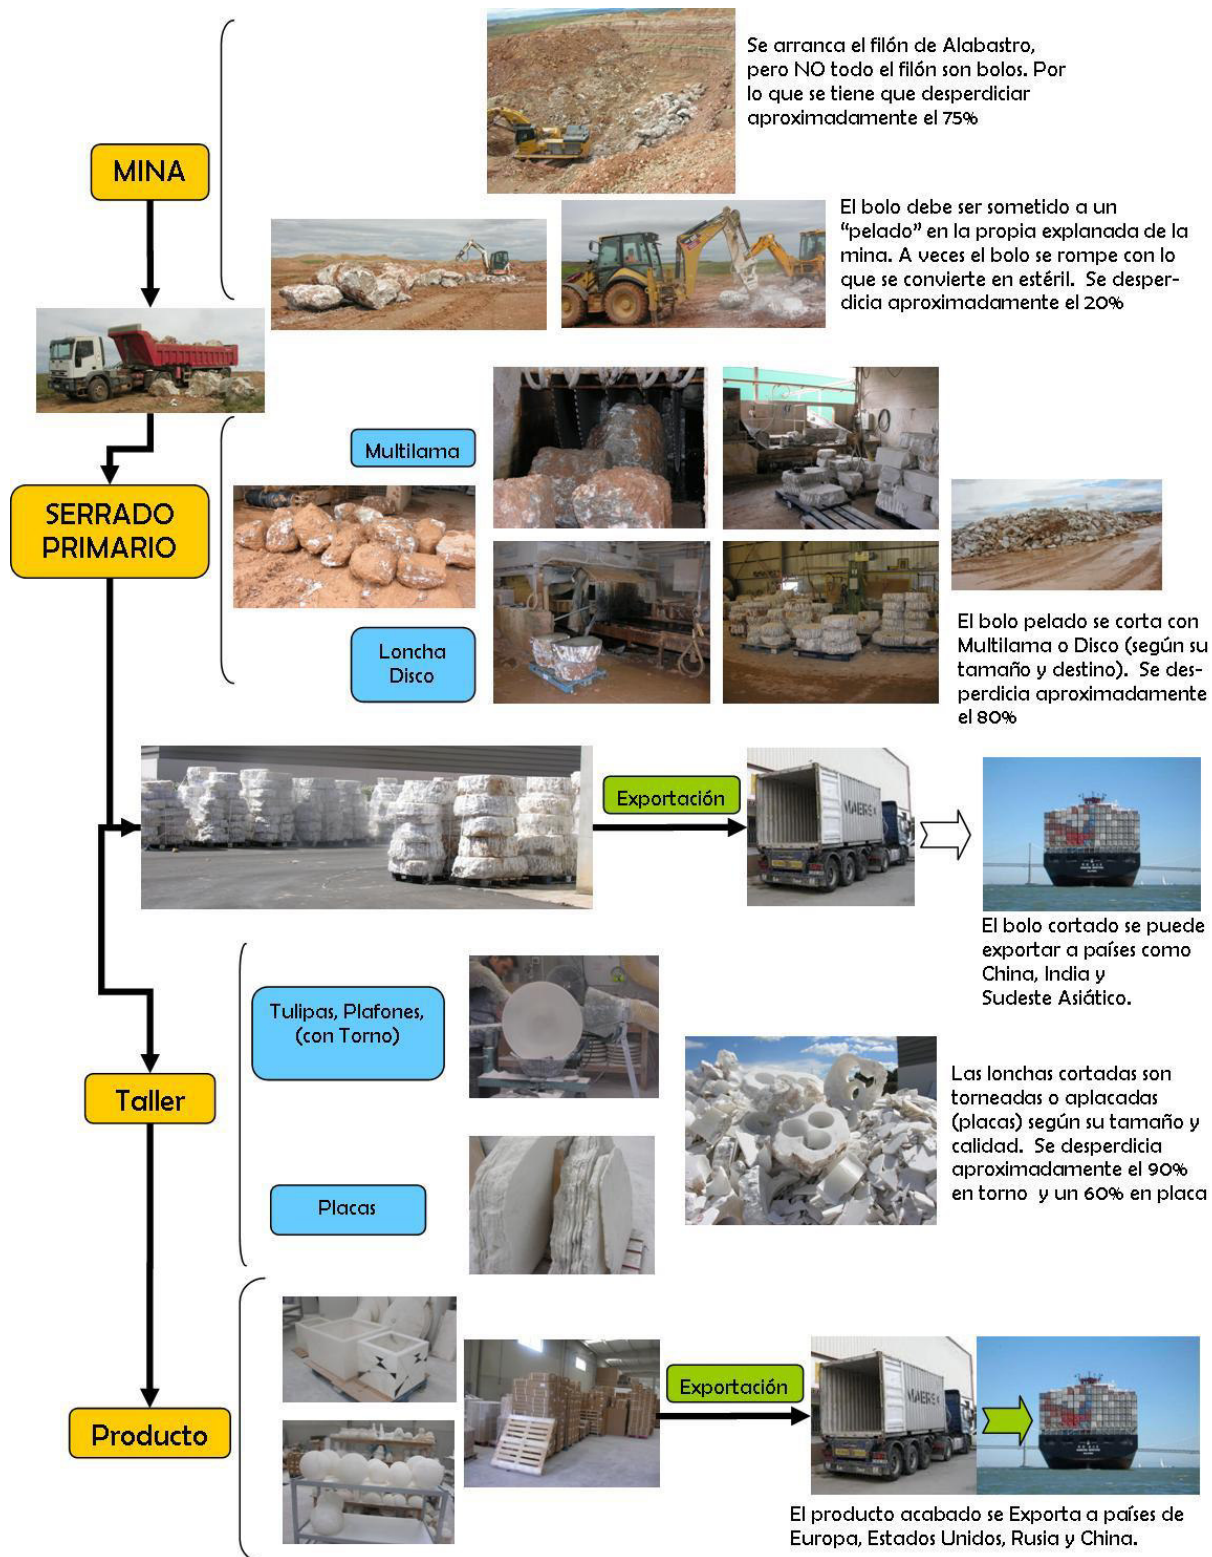 Se arranca el filón de Alabastro,
pero NO todo el filón son bolos. Por
lo que se tiene que desperdiciar
aproximadamente el 75%
MINA
El bolo debe ser sometido a un
“pelado” en la propia explanada de la
mina. A veces el bolo se rompe con lo
que se convierte en estéril. Se desper-
dicia aproximadamente el 20%
Multilama
SERRADO
PRIMARIO
Loncha
Disco
El bolo pelado se corta con
Multilama o Disco (según su
tamaño y destino). Se des-
perdicia aproximadamente
el 80%
Exportación
El bolo cortado se puede
exportar a países como
China, India y
Sudeste Asiático.
Tulipas, Plafones,
(con Torno)
Taller
Las lonchas cortadas son
torneadas o aplacadas
(placas) según su tamaño y
calidad. Se desperdicia
aproximadamente el 90%
en torno y un 60% en placa
Placas
Exportación
Producto
El producto acabado se Exporta a países de
Europa, Estados Unidos, Rusia y China.